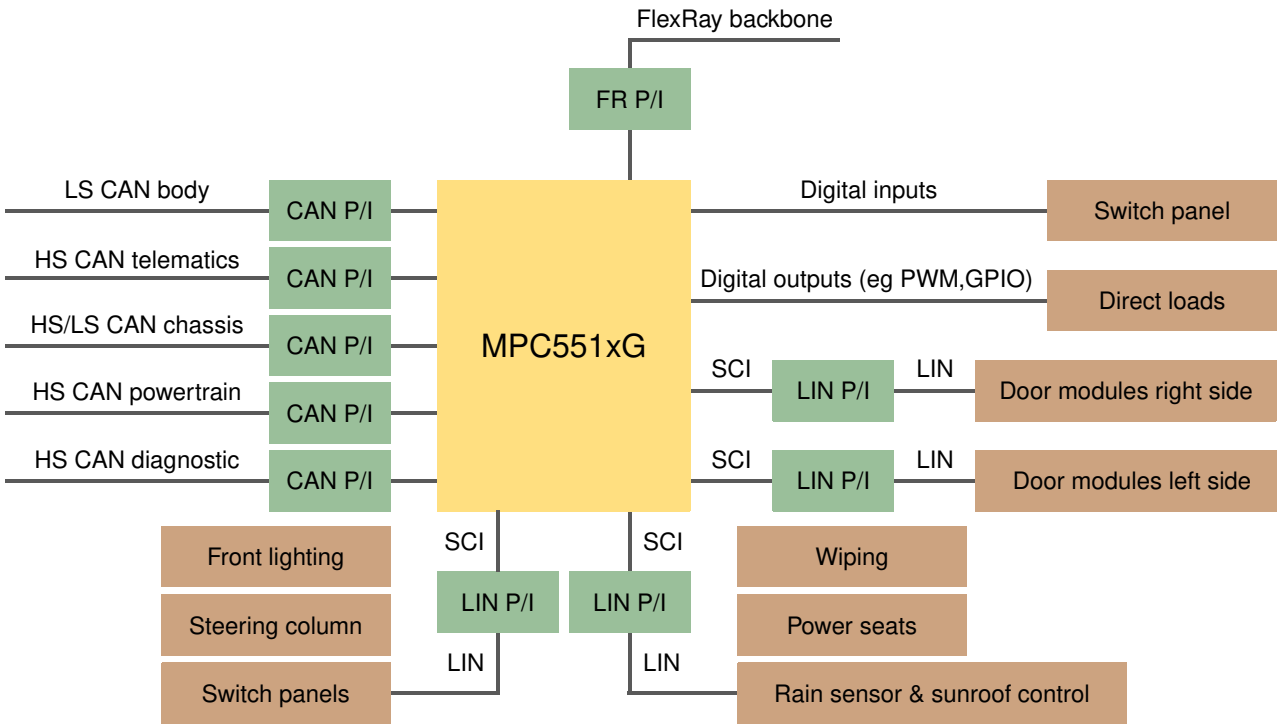 FlexRay backbone
FR P/I
LS CAN body
CAN P/I
Digital inputs
Switch panel
HS CAN telematics
CAN P/I
Digital outputs (eg PWM,GPIO)
Direct loads
HS/LS CAN chassis
CAN P/I
MPC551xG
SCI
LIN P/I
LIN
Door modules right side
HS CAN powertrain
CAN P/I
HS CAN diagnostic
CAN P/I
SCI
LIN P/I
LIN
Door modules left side
Front lighting
SCI
SCI
Wiping
Steering column
LIN P/I
LIN P/I
Power seats
Switch panels
LIN
LIN
Rain sensor & sunroof control